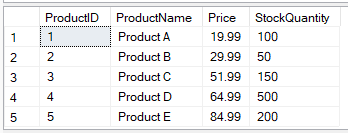 ProductID ProductName Price StockQuantity
1 1 Product A 19.99 100
2 2 Product B 29.99 50
3 3 Product C 51.99 150
4 4 Product D 64.99 500
5 5 Product E 84.99 200